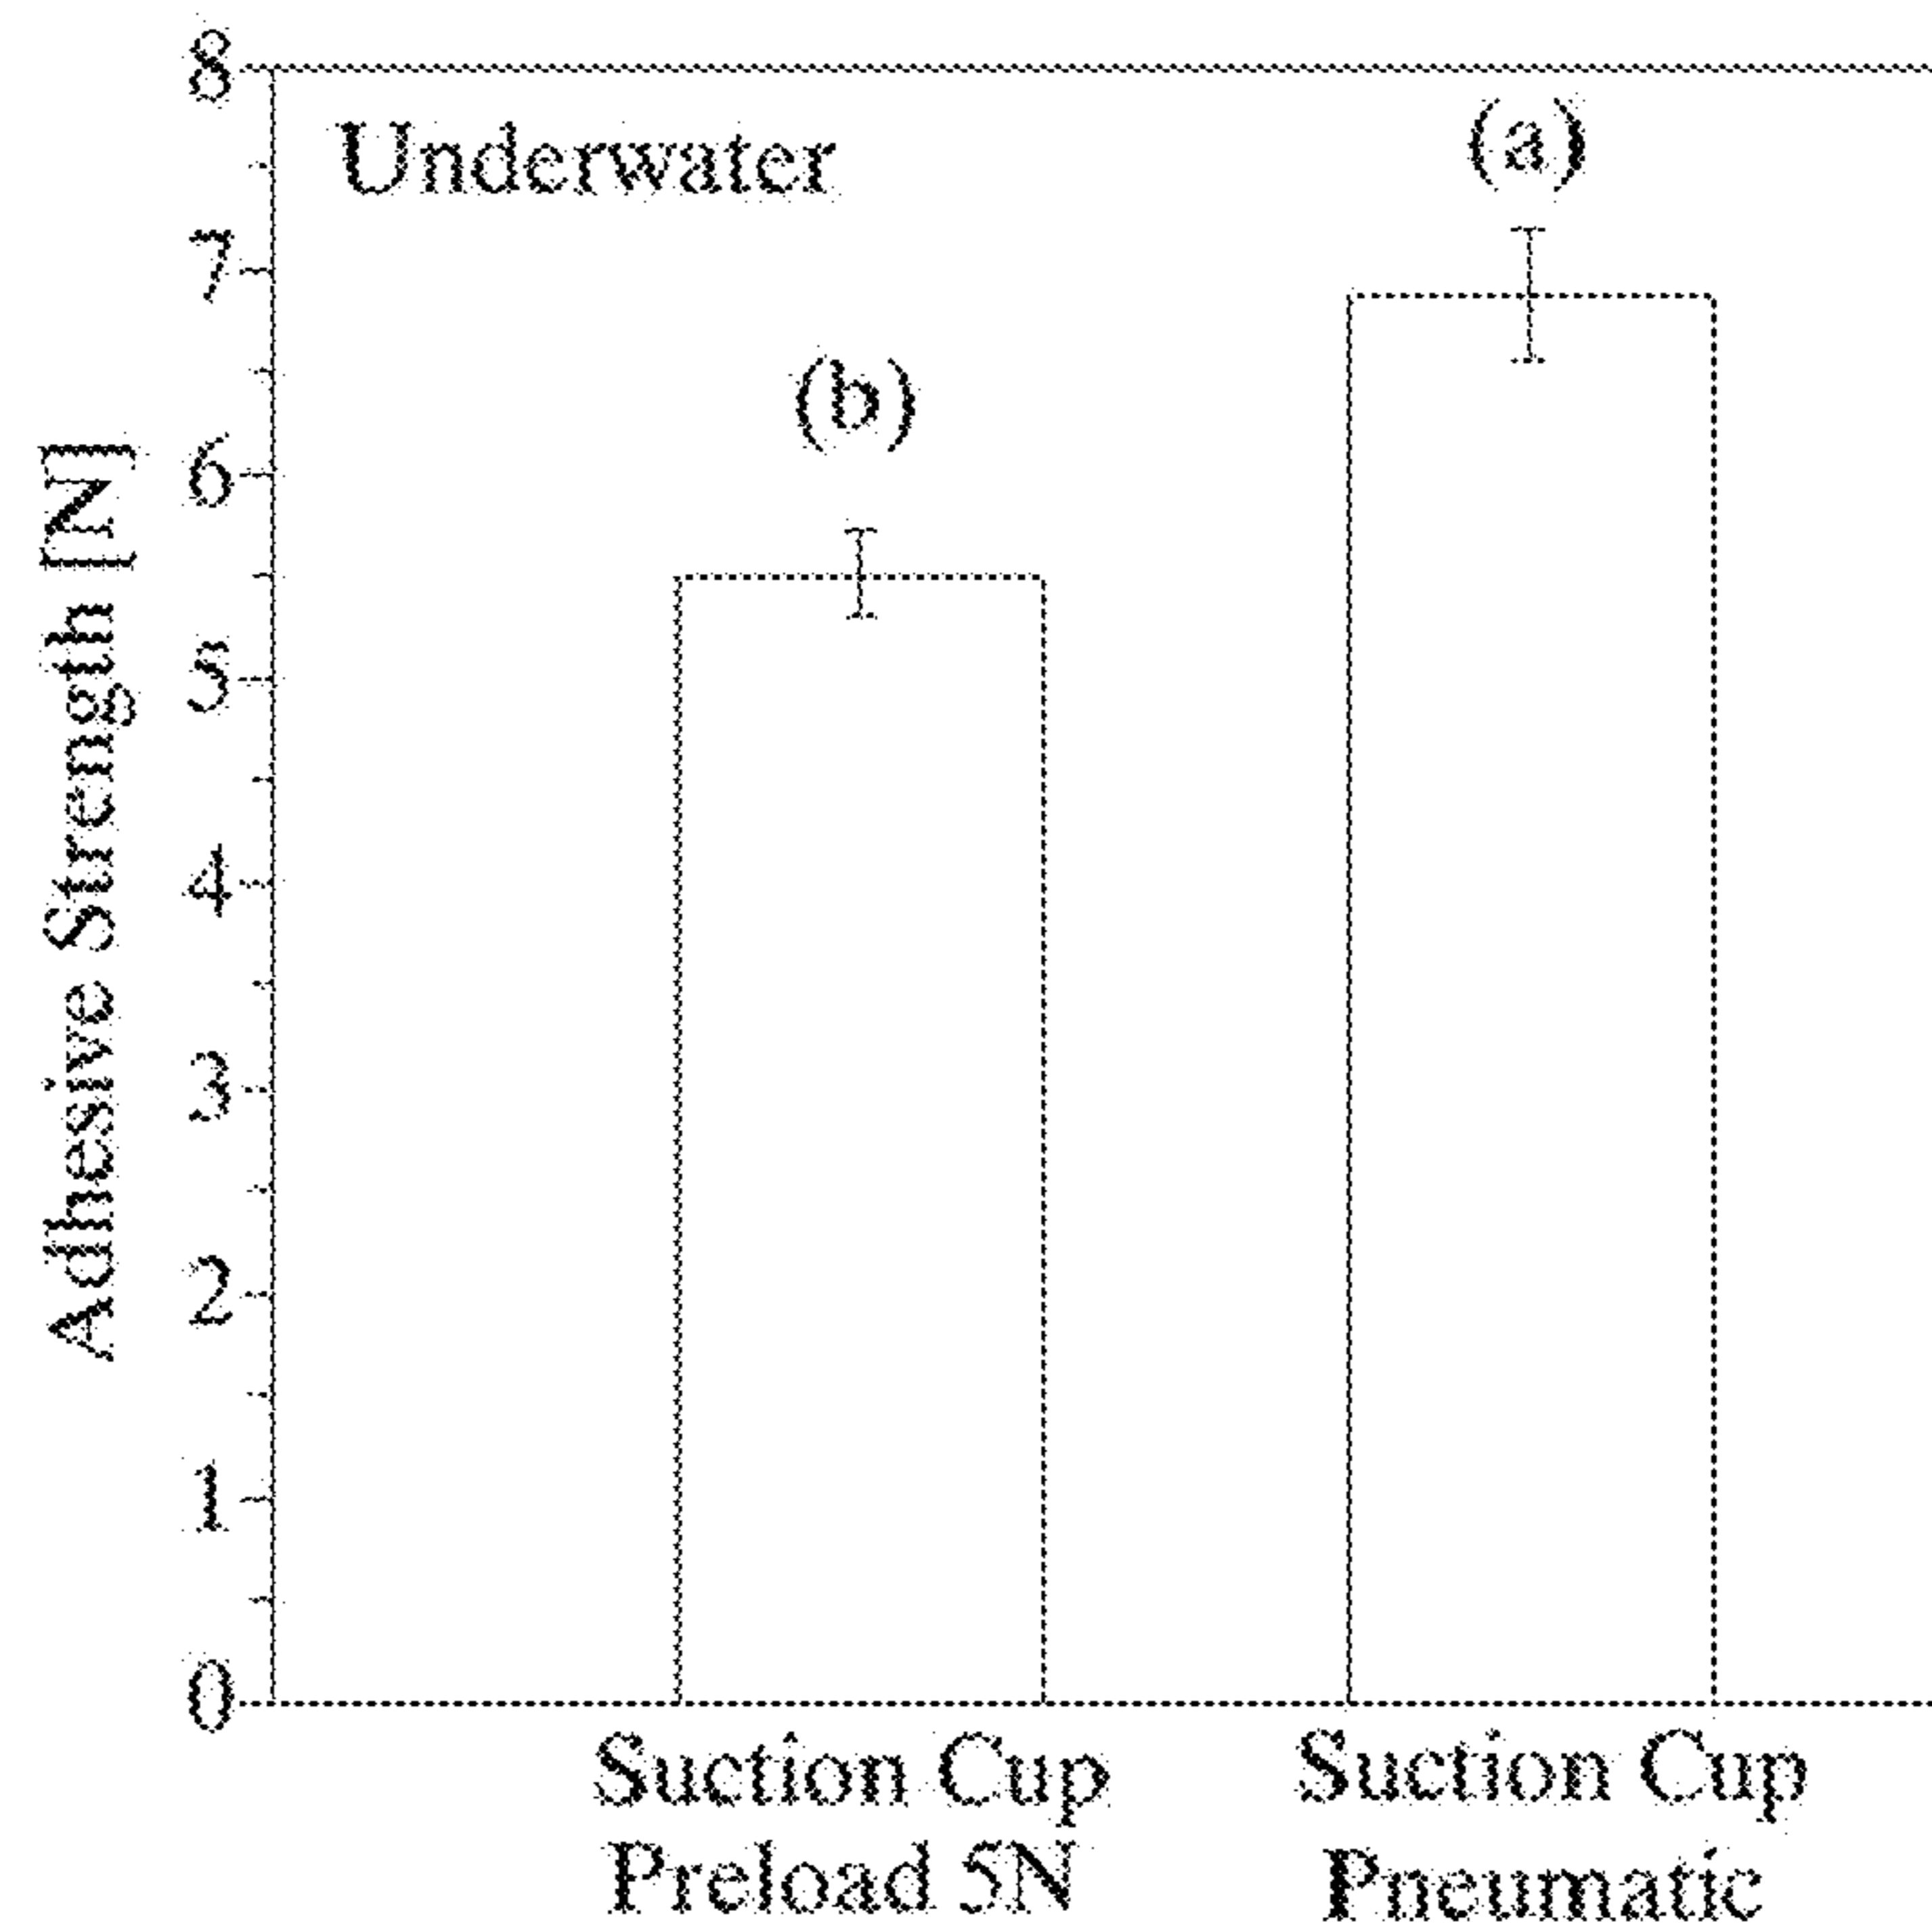 Adhesive Strength [N]
8
7
6
5
4
3
2
1
0
Underwater
(b)
(a)
Suction Cup
Preload 5N
Suction Cup
Pneumatic